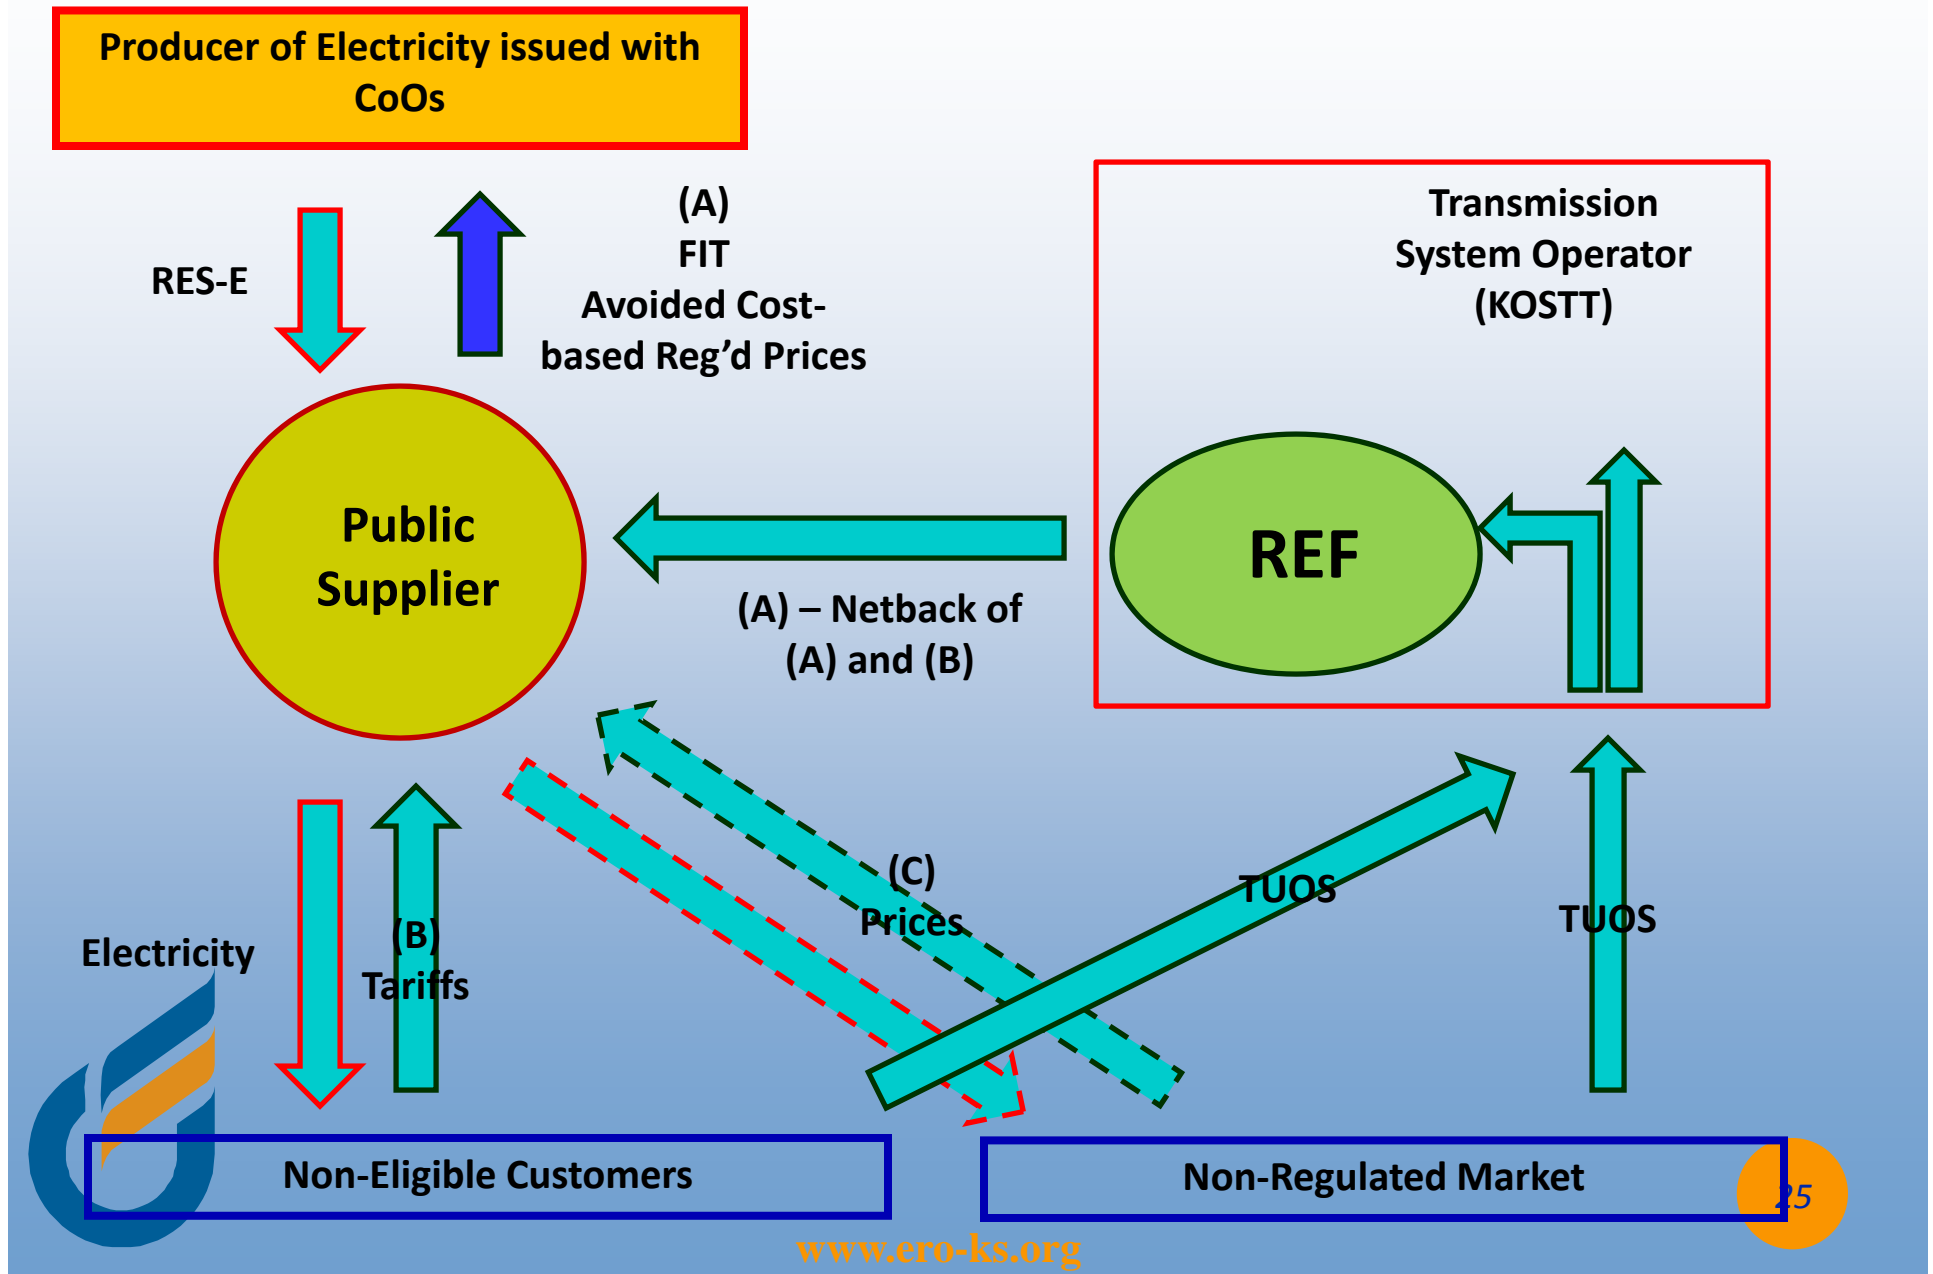 Producer of Electricity issued with
CoOs
RES-E
(A)
FIT
Avoided Cost-
based Reg’d Prices
Transmission
System Operator
(KOSTT)
Public
Supplier
REF
(A) – Netback of
(A) and (B)
(C)
Prices
TUOS
TUOS
Electricity
(B)
Tariffs
Non-Eligible Customers
Non-Regulated Market
25
www.ero-ks.org